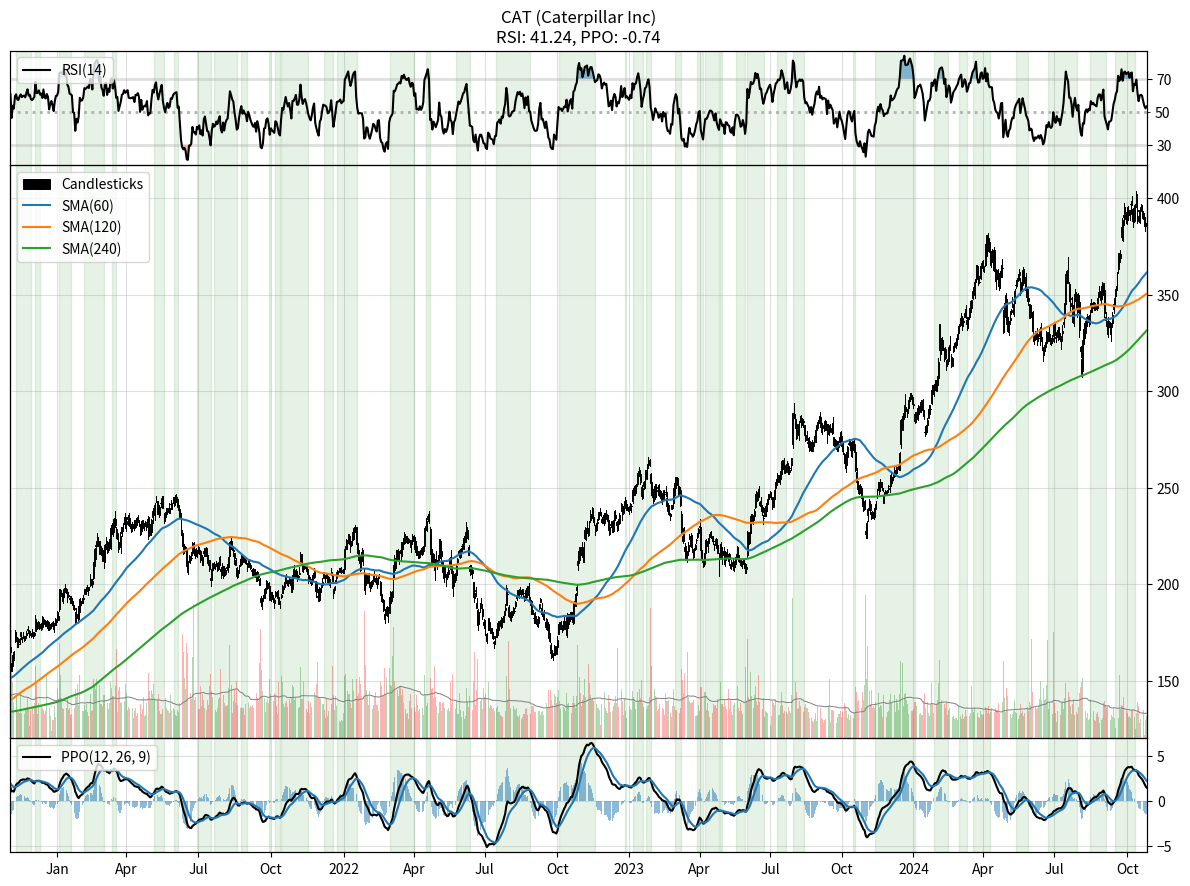 CAT (Caterpillar Inc)
RSI: 41.24, PPO: -0.74
RSI(14)
70
50
30
Candlesticks
SMA(60)
SMA(120)
SMA(240)
400
350
300
250
200
150
PPO(12, 26, 9)
5
0
−5
Jan Apr Jul Oct 2022 Apr Jul Oct 2023 Apr Jul Oct 2024 Apr Jul Oct